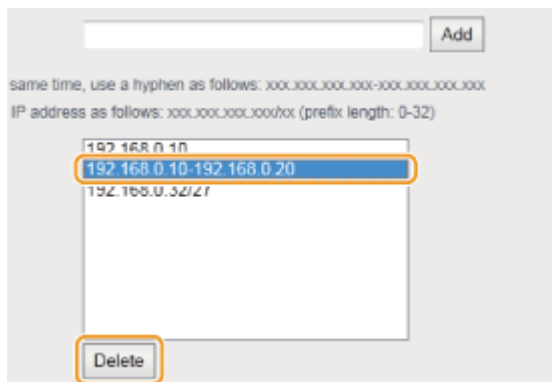 Add
same time, use a hyphen as follows: xxx.xxx.xxx.xxx-xxx.xxx.xxx.xxx
IP address as follows: xxx.xxx.xxx.xxx/xx (prefix length: 0-32)
192.168.0.10
192.168.0.10-192.168.0.20
192.168.0.32/27
Delete